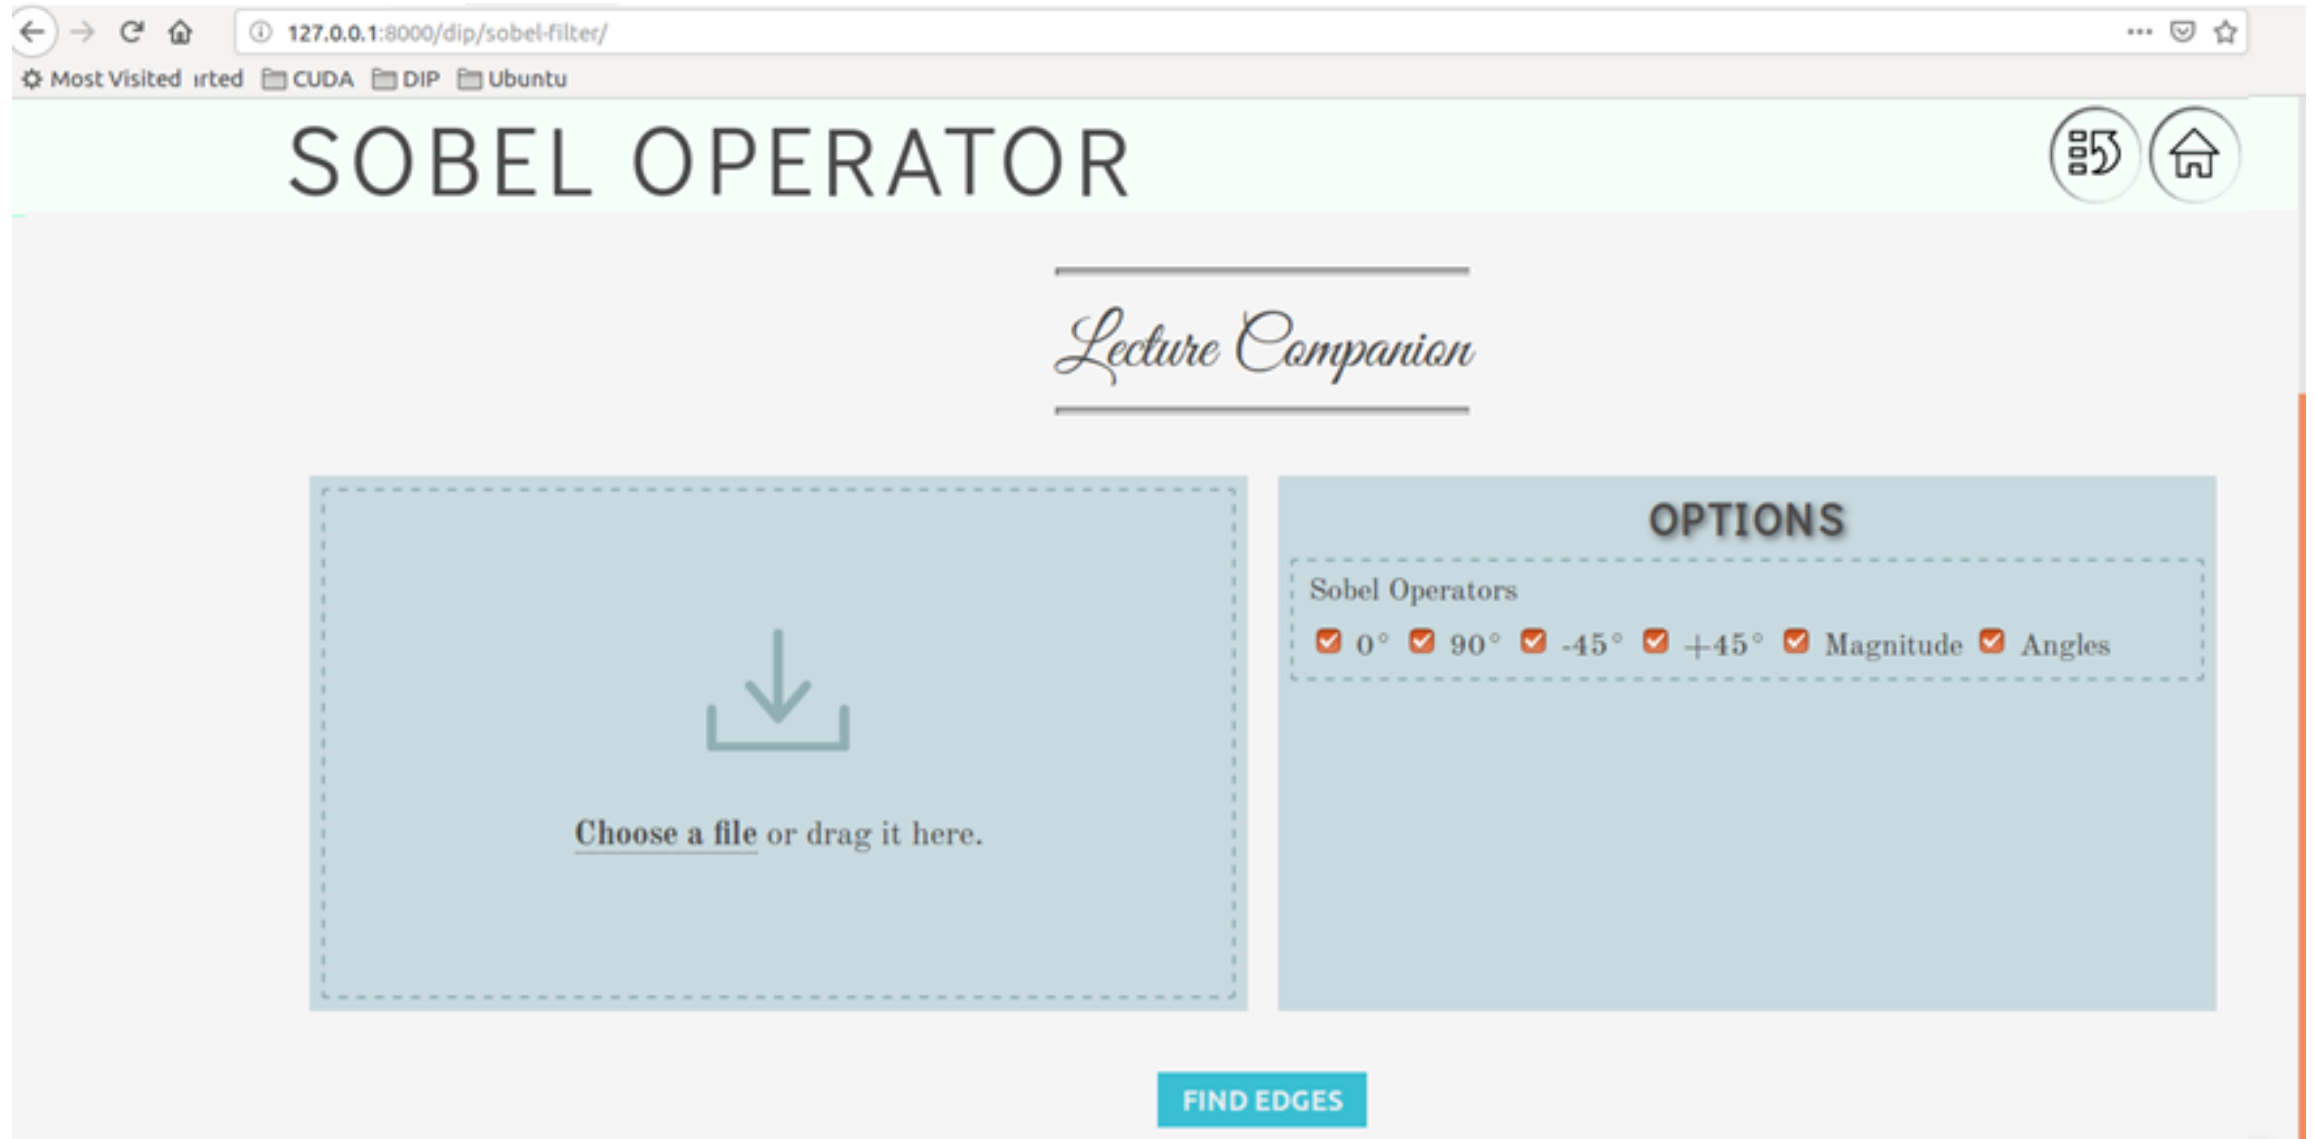 127.0.0.1:8000/dip/sobel-filter/
Most Visited rted CUDA DIP Ubuntu
SOBEL OPERATOR
Lecture Companion
OPTIONS
Sobel Operators
0° 90° -45° +45° Magnitude Angles
Choose a file or drag it here.
FIND EDGES